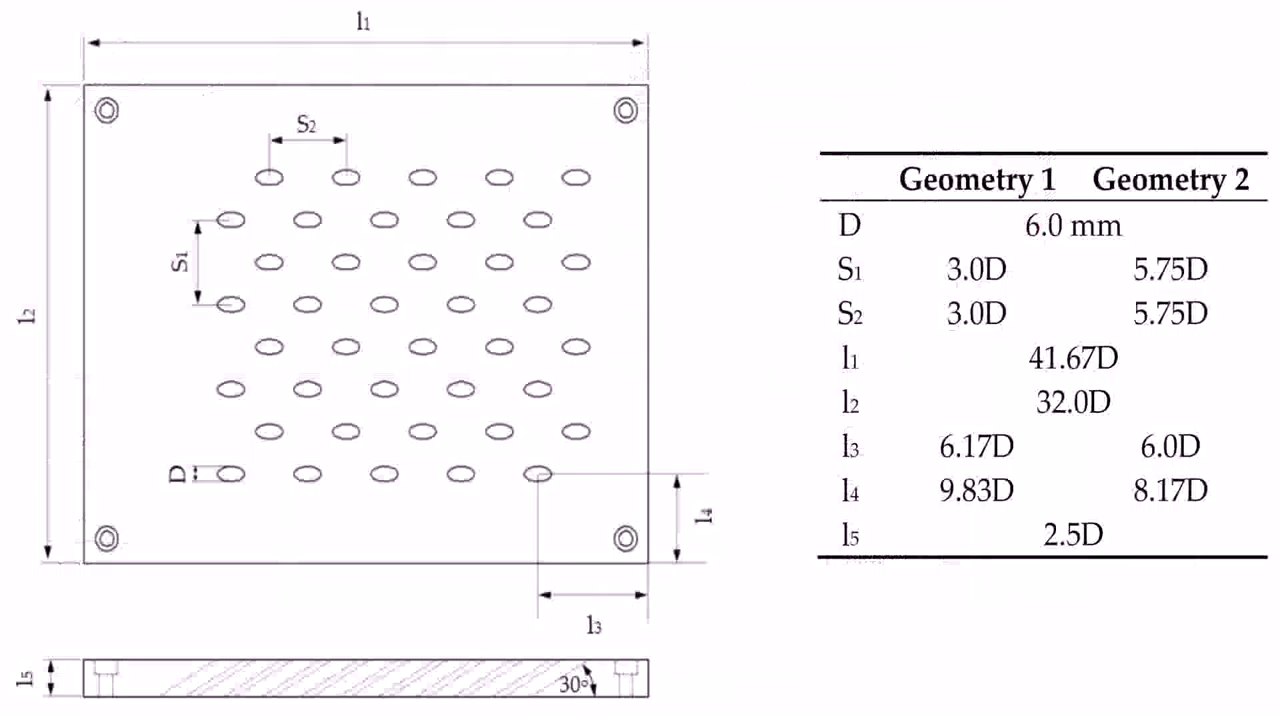 l1
S2
S1
l2
D
l4
l3
l5
30°
Geometry 1 Geometry 2
D 6.0 mm
S1 3.0D 5.75D
S2 3.0D 5.75D
l1 41.67D
l2 32.0D
l3 6.17D 6.0D
l4 9.83D 8.17D
l5 2.5D